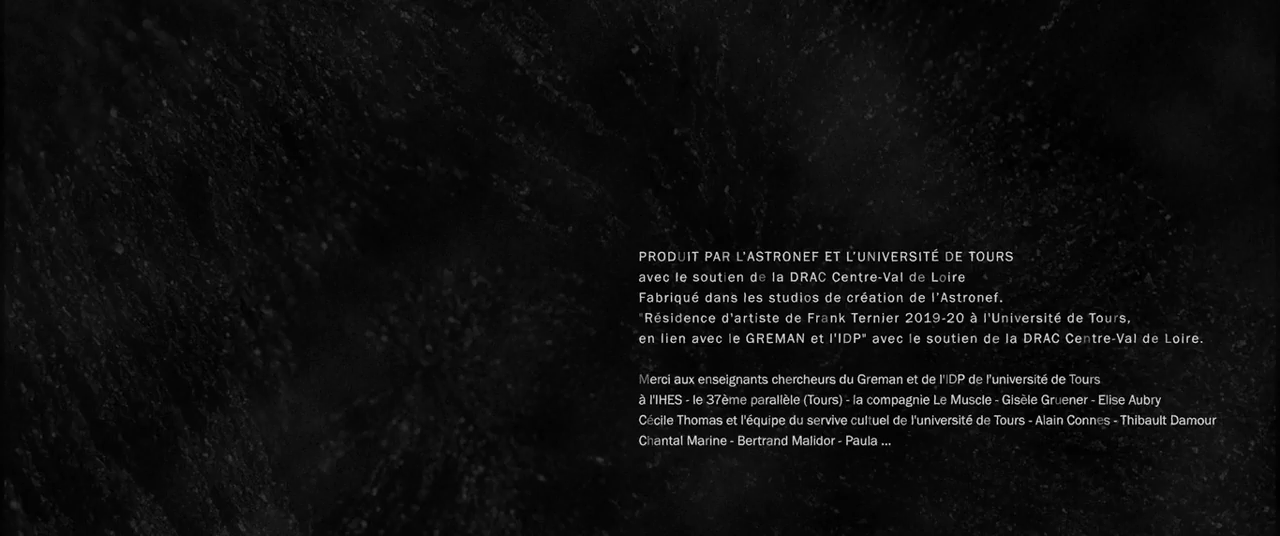 PRODUIT PAR L'ASTRONEF ET L'UNIVERSITÉ DE TOURS
avec le soutien de la DRAC Centre-Val de Loire
Fabriqué dans les studios de création de l'Astronef.
"Résidence d'artiste de Frank Ternier 2019-20 à l'Université de Tours,
en lien avec le GREMAN et l'IDP" avec le soutien de la DRAC Centre-Val de Loire.
Merci aux enseignants chercheurs du Greman et de l'IDP de l'université de Tours
à l'IHES - le 37ème parallèle (Tours) - la compagnie Le Muscle - Gisèle Gruener - Elise Aubry
Cécile Thomas et l'équipe du servive cultuel de l'université de Tours - Alain Connes - Thibault Damour
Chantal Marine - Bertrand Malidor - Paula ...